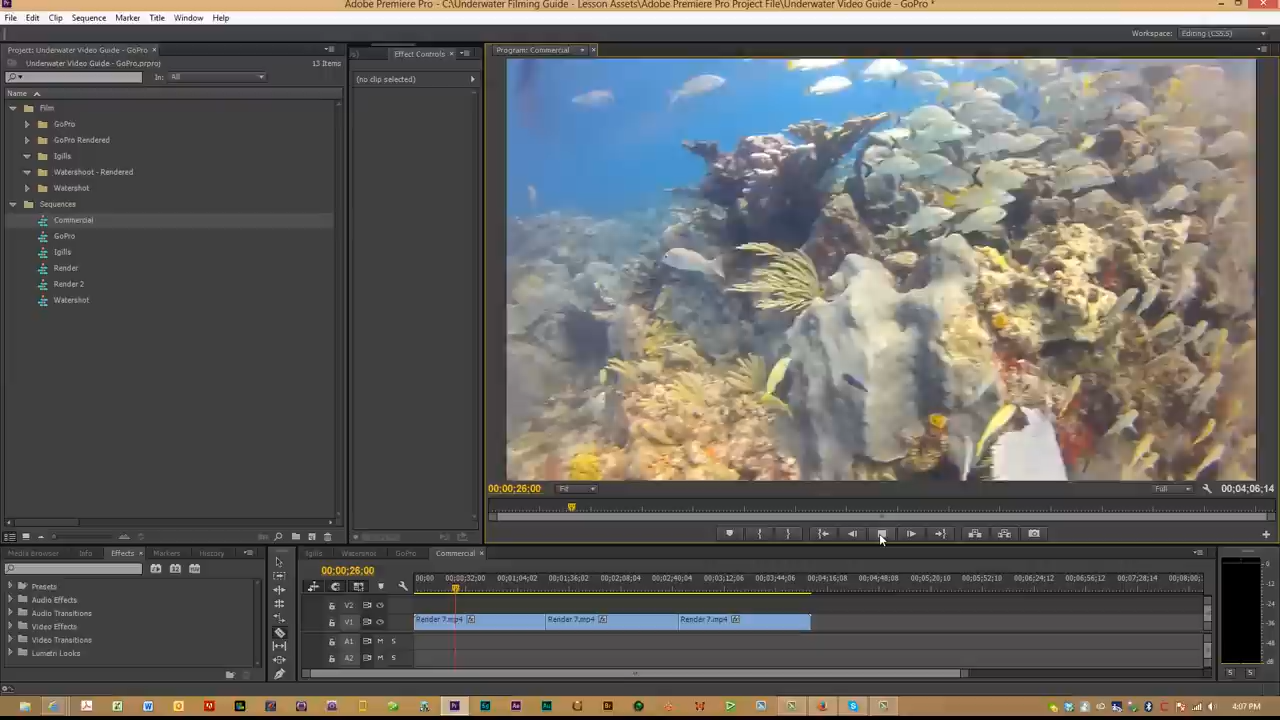 Adobe Premiere Pro - C:\Underwater Filming Guide - Lesson Assets\Adobe Premiere Pro Project File\Underwater Video Guide - GoPro *
File Edit Clip Sequence Marker Title Window Help
Workspace: Editing (CS5.5)
Project: Underwater Video Guide - GoPro
Effect Controls
Program: Commercial
Underwater Video Guide - GoPro.prproj
13 Items
In: All
(no clip selected)
Name
Film
GoPro
GoPro Rendered
Igills
Watershoot - Rendered
Watershot
Sequences
Commercial
GoPro
Igills
Render
Render 2
Watershot
00;00;26;00
Fit
Full
00;04;06;14
Media Browser
Info
Effects
Markers
History
Igills
Watershot
GoPro
Commercial
00;00;26;00
00;00 00;00;32;00 00;01;04;02 00;01;36;02 00;02;08;04 00;02;40;04 00;03;12;06 00;03;44;06 00;04;16;08 00;04;48;08 00;05;20;10 00;05;52;10 00;06;24;12 00;06;56;12 00;07;28;14 00;08;00;
Presets
Audio Effects
Audio Transitions
Video Effects
Video Transitions
Lumetri Looks
V2
V1
Render 7.mp4
Render 7.mp4
Render 7.mp4
A1 M S
A2 M S
S S
4:07 PM